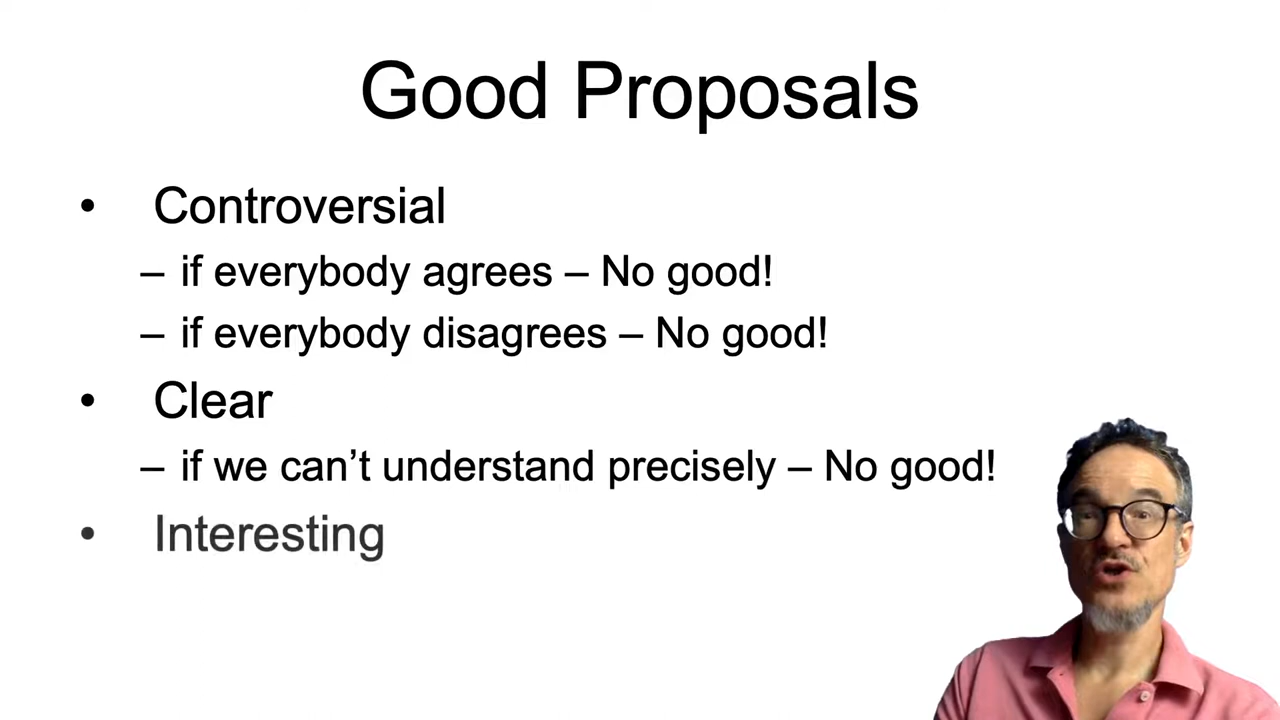 Good Proposals
• Controversial
– if everybody agrees – No good!
– if everybody disagrees – No good!
• Clear
– if we can’t understand precisely – No good!
• Interesting